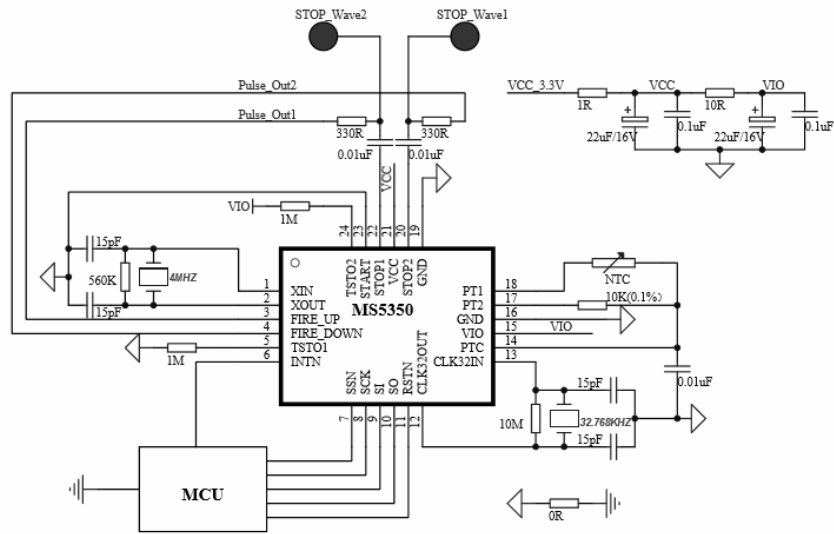 STOP_Wave2
STOP_Wave1
Pulse_Out2
Pulse_Out1
330R
330R
0.01uF
0.01uF
VCC
VCC_3.3V
1R
VCC
10R
VIO
22uF/16V
0.1uF
22uF/16V
0.1uF
VIO
1M
24
23
22
21
20
19
TSTO2
START
STOP1
VCC
STOP2
GND
15pF
560K
4MHZ
15pF
1
2
3
4
5
6
XIN
XOUT
FIRE_UP
FIRE_DOWN
TSTO1
INTN
1M
MS5350
PT1
PT2
GND
VIO
PTC
CLK32IN
18
17
16
15
14
13
NTC
10K(0.1%)
VIO
0.01uF
SSN
SCK
SI
SO
RSTN
CLK32OUT
7
8
9
10
11
12
15pF
10M
32.768KHZ
15pF
MCU
0R